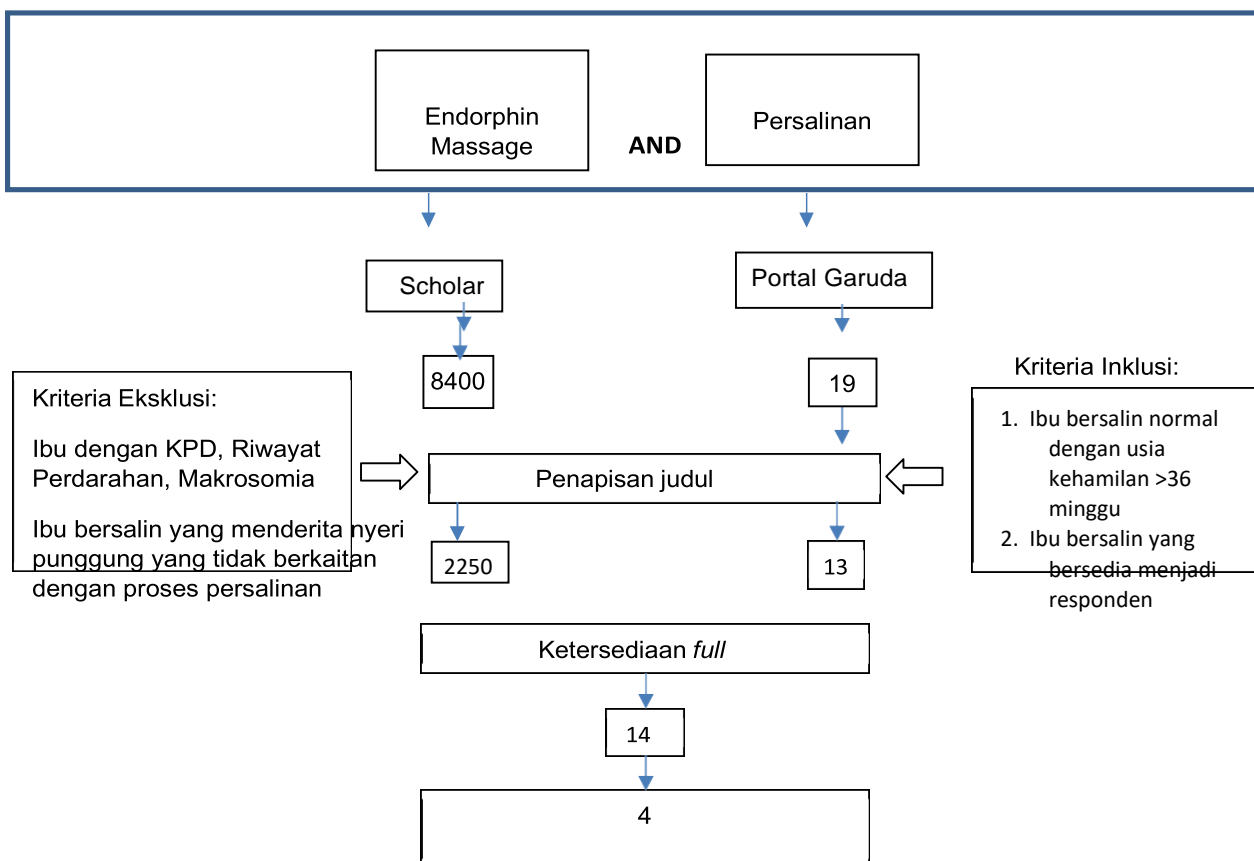 Endorphin
Massage
AND
Persalinan
Scholar
Portal Garuda
8400
19
Kriteria Eksklusi:
Ibu dengan KPD, Riwayat
Perdarahan, Makrosomia
Ibu bersalin yang menderita nyeri
punggung yang tidak berkaitan
dengan proses persalinan
Kriteria Inklusi:
1. Ibu bersalin normal
dengan usia
kehamilan >36
minggu
2. Ibu bersalin yang
bersedia menjadi
responden
Penapisan judul
2250
13
Ketersediaan full
14
4